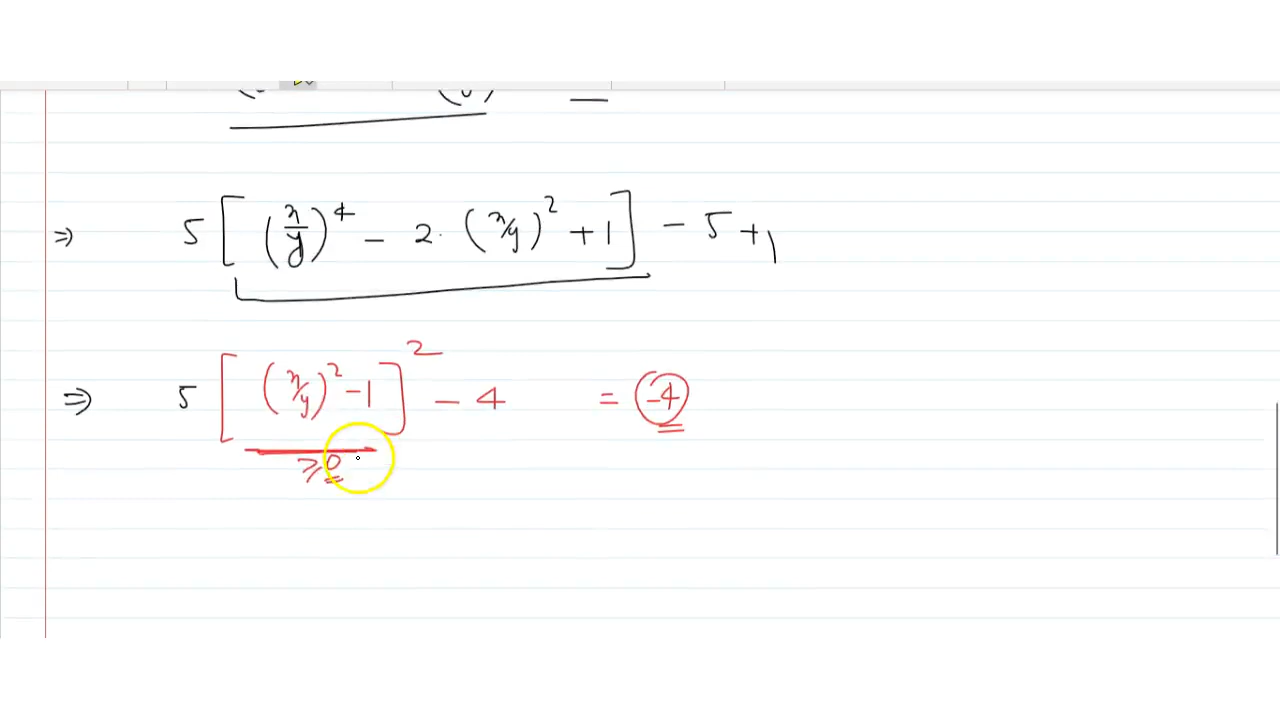 ⇒ 5 [ (x/y)^4 - 2. (x/y)^2 + 1 ] - 5 + 1
⇒ 5 [ (x/y)^2 - 1 ]^2 - 4 = -4
≥0